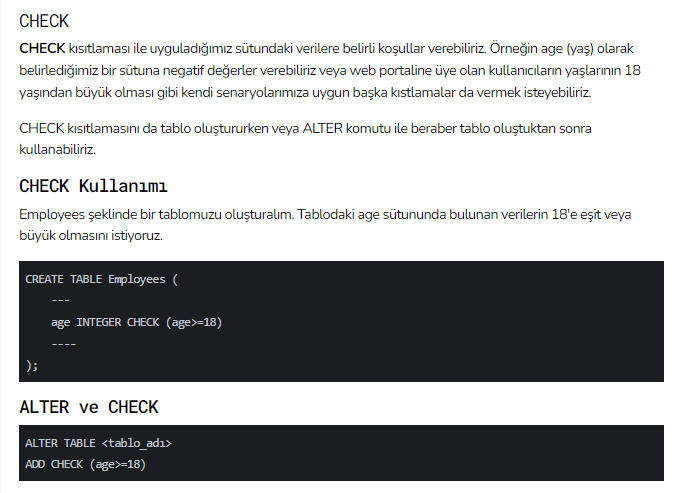 CHECK
CHECK kısıtlaması ile uyguladığımız sütundaki verilere belirli koşullar verebiliriz. Örneğin age (yaş) olarak
belirlediğimiz bir sütuna negatif değerler verebiliriz veya web portaline üye olan kullanıcıların yaşlarının 18
yaşından büyük olması gibi kendi senaryolarımıza uygun başka kıstlamalar da vermek isteyebiliriz.
CHECK kısıtlamasını da tablo oluştururken veya ALTER komutu ile beraber tablo oluştuktan sonra
kullanabiliriz.
CHECK Kullanımı
Employees şeklinde bir tablomuzu oluşturalım. Tablodaki age sütununda bulunan verilerin 18'e eşit veya
büyük olmasını istiyoruz.
CREATE TABLE Employees (
---
age INTEGER CHECK (age>=18)
----
);
ALTER ve CHECK
ALTER TABLE <tablo_adı>
ADD CHECK (age>=18)